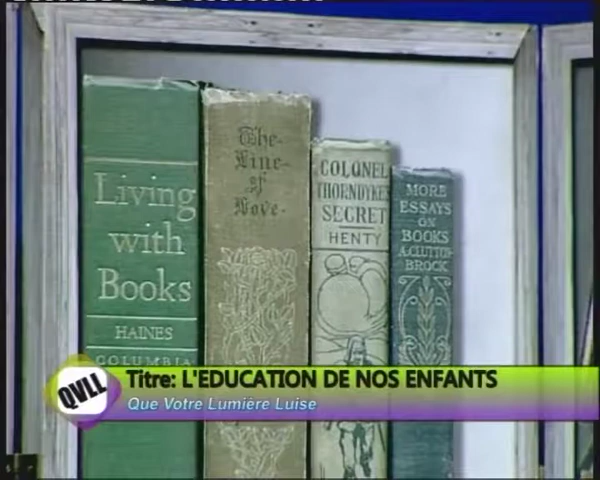 Living
with
Books
HAINES
COLUMBIA
The
Line
of
Love
COLONEL
THORNDYKE'S
SECRET
HENTY
MORE
ESSAYS
ON
BOOKS
A.CLUTTON
BROCK
QVLL
Titre: L'EDUCATION DE NOS ENFANTS
Que Votre Lumière Luise